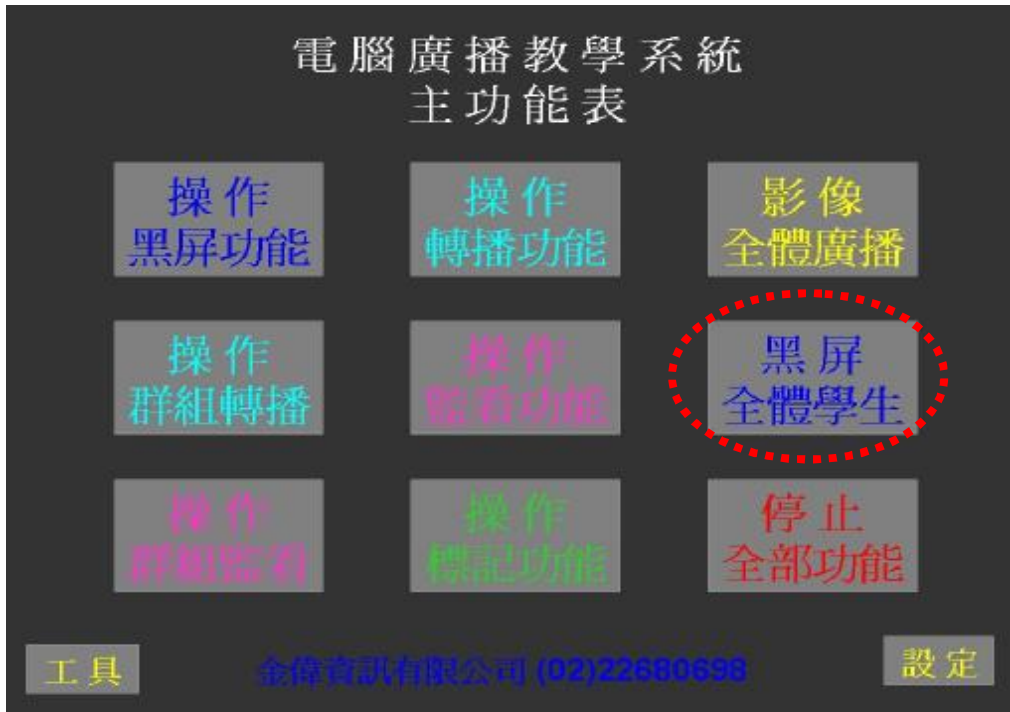 電腦廣播教學系統
主功能表
操作
黑屏功能
操作
轉播功能
影像
全體廣播
操作
群組轉播
操作
監看功能
黑屏
全體學生
操作
群組監看
操作
標記功能
停止
全部功能
工具
金偉資訊有限公司 (02)22680698
設定